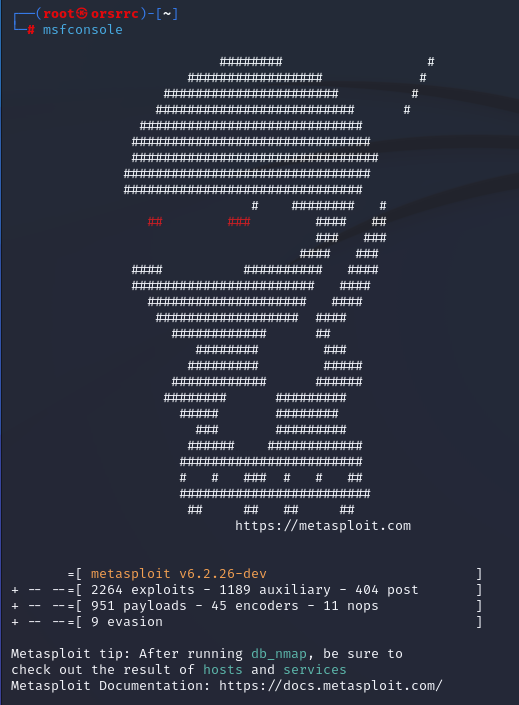 ┌──(root㉿orsrrc)-[~]
└─# msfconsole
                          ########                  #
                      #################            #
                   ######################         #
                  #########################      #
                ############################
               ##############################
               ###############################
              ##############################
              ##############################
                              #    ########   #
                 ##        ###        ####   ##
                                      ###   ###
                                    ####   ###
               ####          ##########   ####
               #######################   ####
                 ####################   ####
                  ##################  ####
                    ############      ##
                       ########        ###
                      #########        #####
                    ############      ######
                   ########      #########
                     #####       ########
                       ###       #########
                      ######    ############
                     #######################
                     #   #   ###  #   #   ##
                     ########################
                      ##     ##   ##     ##
                            https://metasploit.com
       =[ metasploit v6.2.26-dev                          ]
+ -- --=[ 2264 exploits - 1189 auxiliary - 404 post       ]
+ -- --=[ 951 payloads - 45 encoders - 11 nops            ]
+ -- --=[ 9 evasion                                       ]
Metasploit tip: After running db_nmap, be sure to
check out the result of hosts and services
Metasploit Documentation: https://docs.metasploit.com/